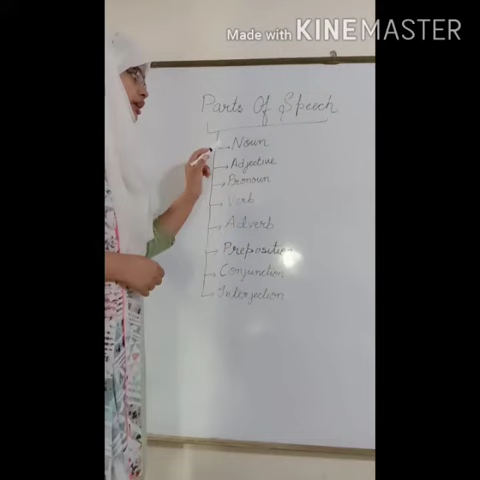 Made with KINEMASTER
Parts Of Speech
Noun
Adjective
Pronoun
Verb
Adverb
Preposition
Conjunction
Interjection